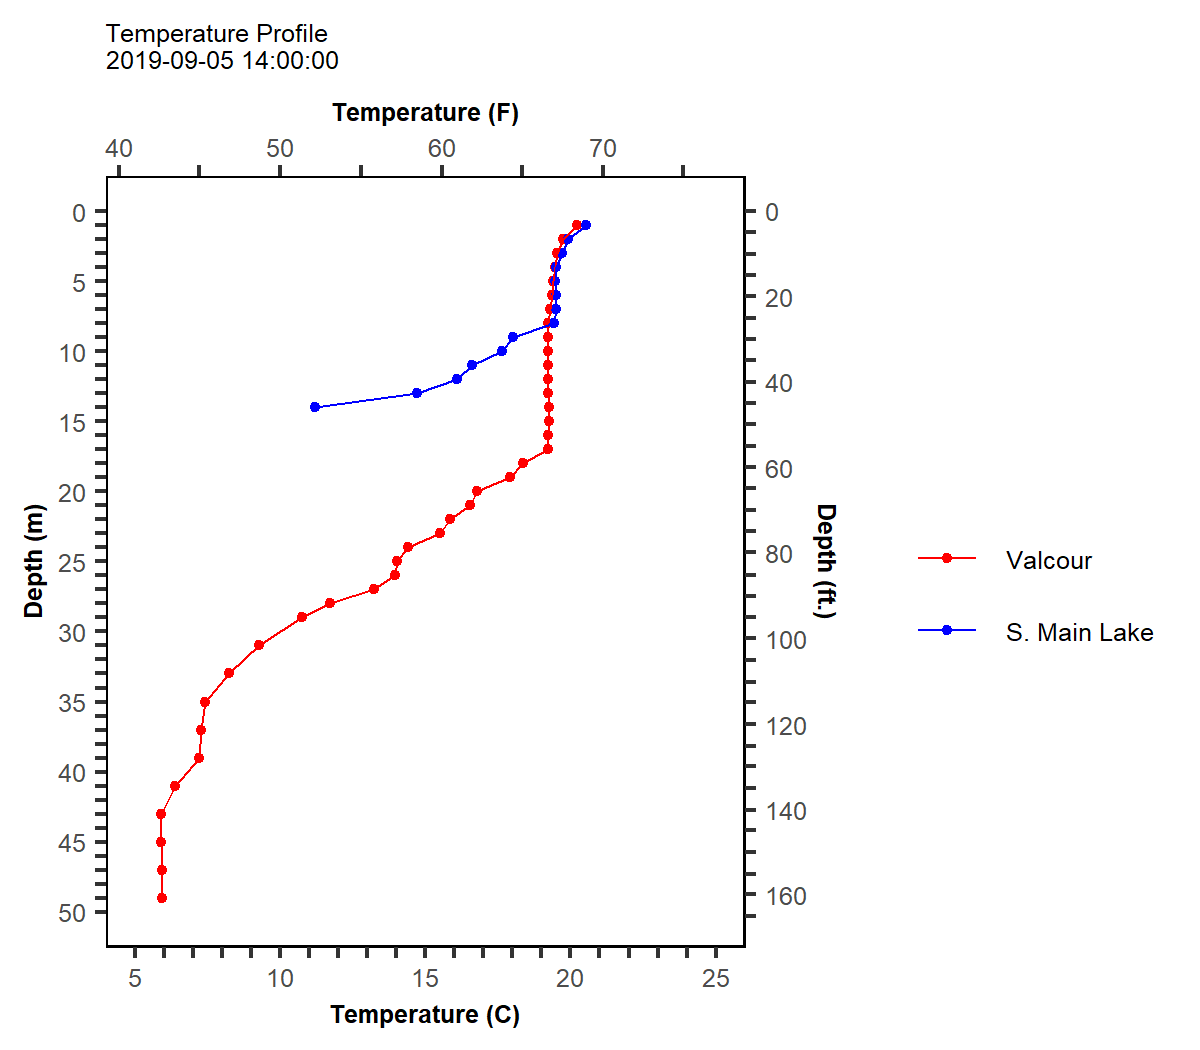 Temperature Profile
2019-09-05 14:00:00
Temperature (F)
40 50 60 70
0
5
10
15
20
25
30
35
40
45
50
Depth (m)
0
20
40
60
80
100
120
140
160
Depth (ft.)
Valcour
S. Main Lake
5 10 15 20 25
Temperature (C)